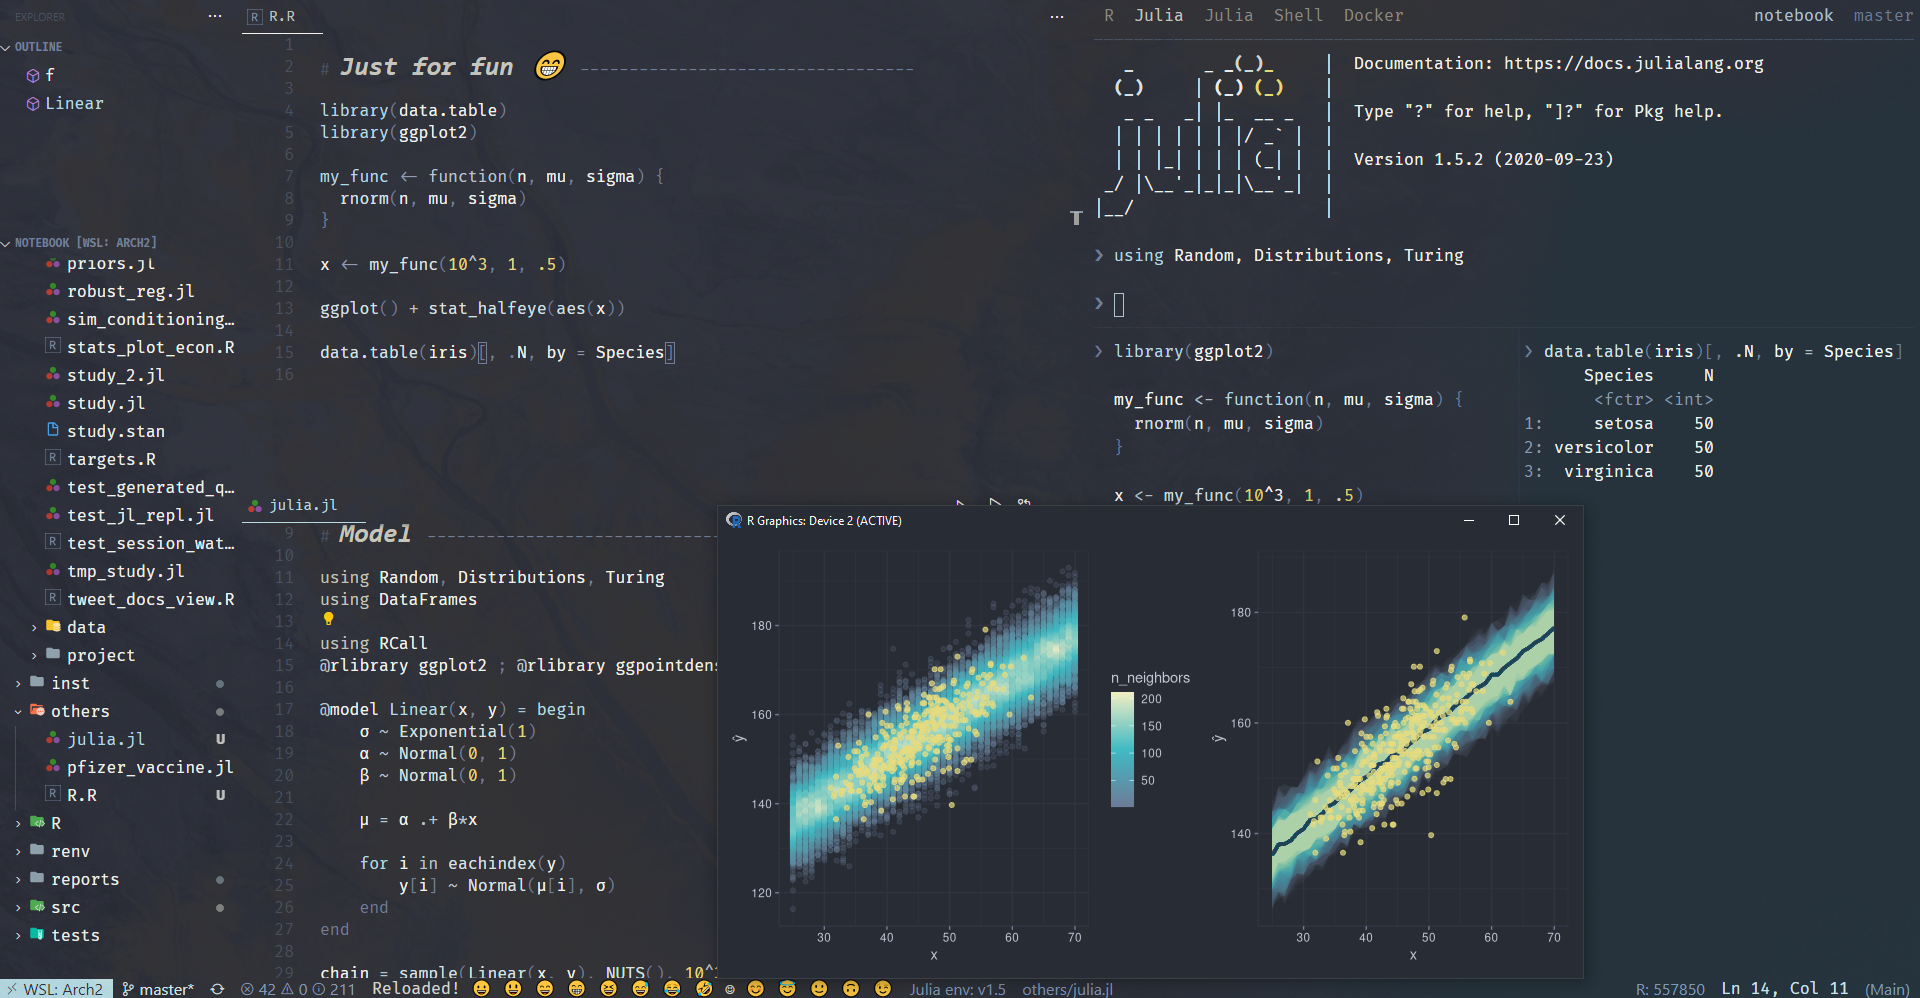 EXPLORER
OUTLINE
f
Linear
NOTEBOOK [WSL: ARCH2]
priors.jl
robust_reg.jl
sim_conditioning…
stats_plot_econ.R
study_2.jl
study.jl
study.stan
targets.R
test_generated_q…
test_jl_repl.jl
test_session_wat…
tmp_study.jl
tweet_docs_view.R
data
project
inst
others
julia.jl U
pfizer_vaccine.jl
R.R U
R
renv
reports
src
tests
R.R
1
2 # Just for fun 😁 ----------------------------------
3
4 library(data.table)
5 library(ggplot2)
6
7 my_func <- function(n, mu, sigma) {
8 rnorm(n, mu, sigma)
9 }
10
11 x <- my_func(10^3, 1, .5)
12
13 ggplot() + stat_halfeye(aes(x))
14
15 data.table(iris)[, .N, by = Species]
16
julia.jl
9 # Model -----------------------------
10
11 using Random, Distributions, Turing
12 using DataFrames
13
14 using RCall
15 @rlibrary ggplot2 ; @rlibrary ggpointdens
16
17 @model Linear(x, y) = begin
18 σ ~ Exponential(1)
19 α ~ Normal(0, 1)
20 β ~ Normal(0, 1)
21
22 μ = α .+ β*x
23
24 for i in eachindex(y)
25 y[i] ~ Normal(μ[i], σ)
26 end
27 end
28
29 chain = sample(Linear(x, y), NUTS(), 10^
R Julia Julia Shell Docker notebook master
Documentation: https://docs.julialang.org
Type "?" for help, "]?" for Pkg help.
Version 1.5.2 (2020-09-23)
❯ using Random, Distributions, Turing
❯
❯ library(ggplot2)
my_func <- function(n, mu, sigma) {
rnorm(n, mu, sigma)
}
x <- my_func(10^3, 1, .5)
❯ data.table(iris)[, .N, by = Species]
Species N
<fctr> <int>
1: setosa 50
2: versicolor 50
3: virginica 50
R Graphics: Device 2 (ACTIVE)
180
160
140
120
ŷ
30 40 50 60 70
x
n_neighbors
200
150
100
50
180
160
140
ŷ
30 40 50 60 70
x
WSL: Arch2 master* 42 0 211 Reloaded! Julia env: v1.5 others/julia.jl R: 557850 Ln 14, Col 11 (Main)